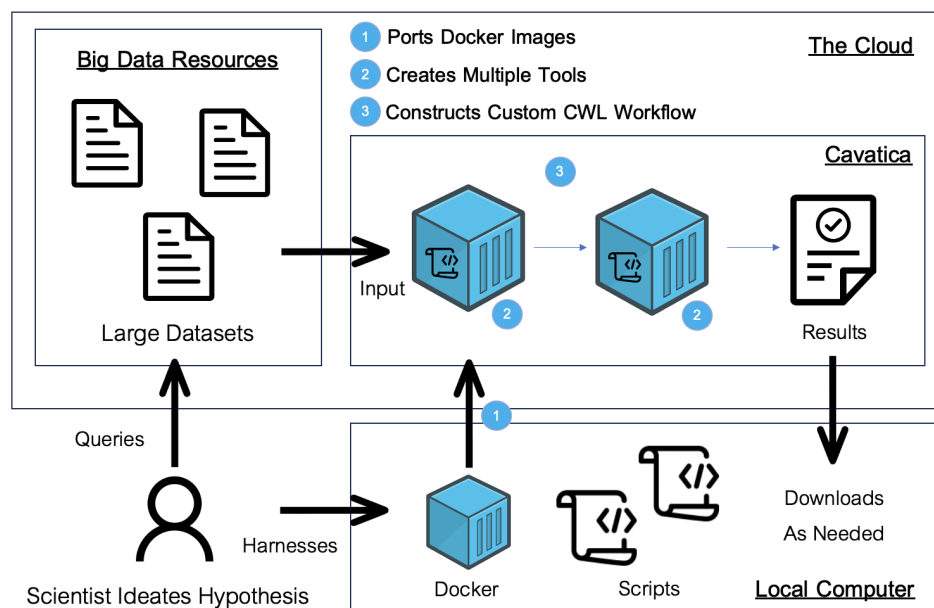 Big Data Resources
1 Ports Docker Images
2 Creates Multiple Tools
3 Constructs Custom CWL Workflow
The Cloud
Cavatica
3
Input
2
2
Large Datasets
Results
1
Queries
Harnesses
Downloads
As Needed
Docker
Scripts
Local Computer
Scientist Ideates Hypothesis